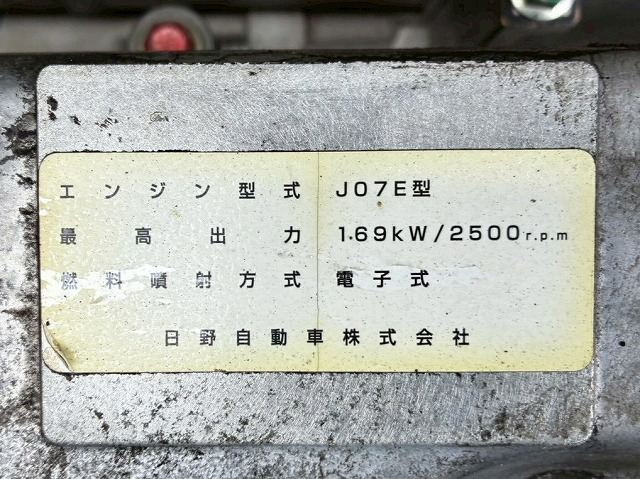 エンジン型式 J07E型
最高出力 169kW/2500r.p.m
燃料噴射方式 電子式
日野自動車株式会社